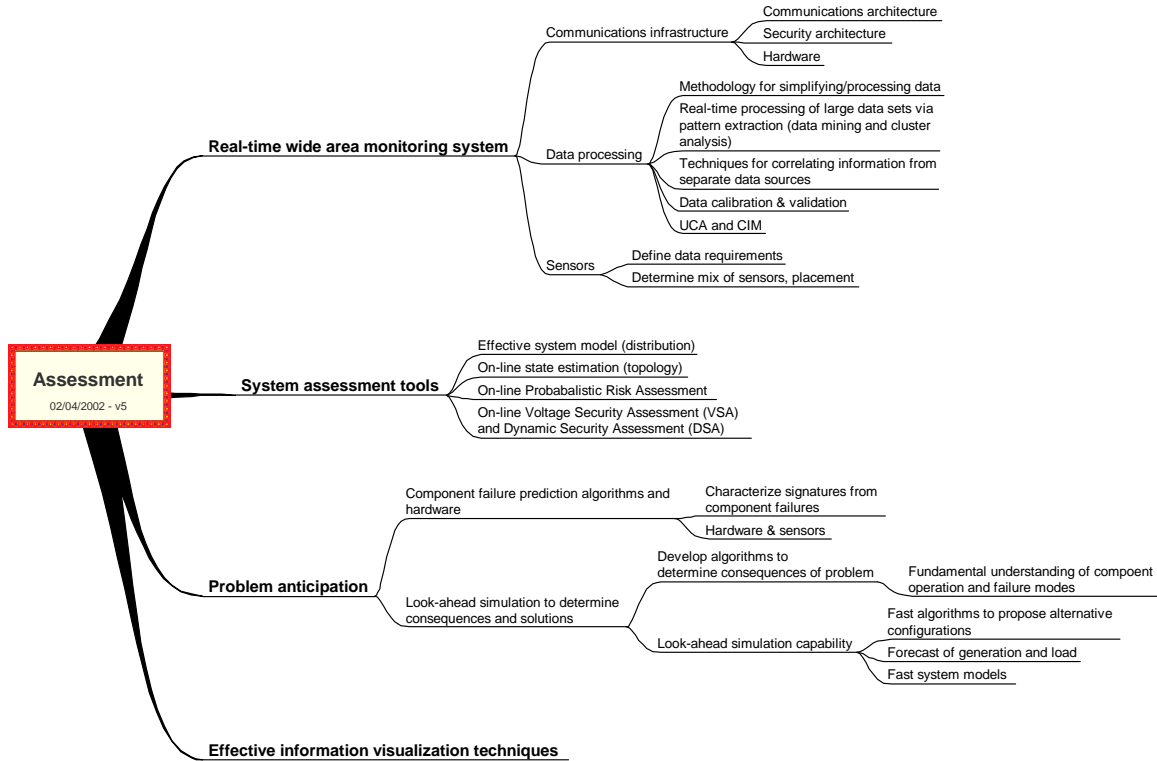 Communications architecture
Communications infrastructure
Security architecture
Hardware
Methodology for simplifying/processing data
Real-time processing of large data sets via
pattern extraction (data mining and cluster
analysis)
Real-time wide area monitoring system
Data processing
Techniques for correlating information from
separate data sources
Data calibration & validation
UCA and CIM
Sensors
Define data requirements
Determine mix of sensors, placement
Assessment
02/04/2002 - v5
System assessment tools
Effective system model (distribution)
On-line state estimation (topology)
On-line Probabalistic Risk Assessment
On-line Voltage Security Assessment (VSA)
and Dynamic Security Assessment (DSA)
Problem anticipation
Component failure prediction algorithms and
hardware
Characterize signatures from
component failures
Hardware & sensors
Look-ahead simulation to determine
consequences and solutions
Develop algorithms to
determine consequences of problem
Fundamental understanding of compoent
operation and failure modes
Look-ahead simulation capability
Fast algorithms to propose alternative
configurations
Forecast of generation and load
Fast system models
Effective information visualization techniques